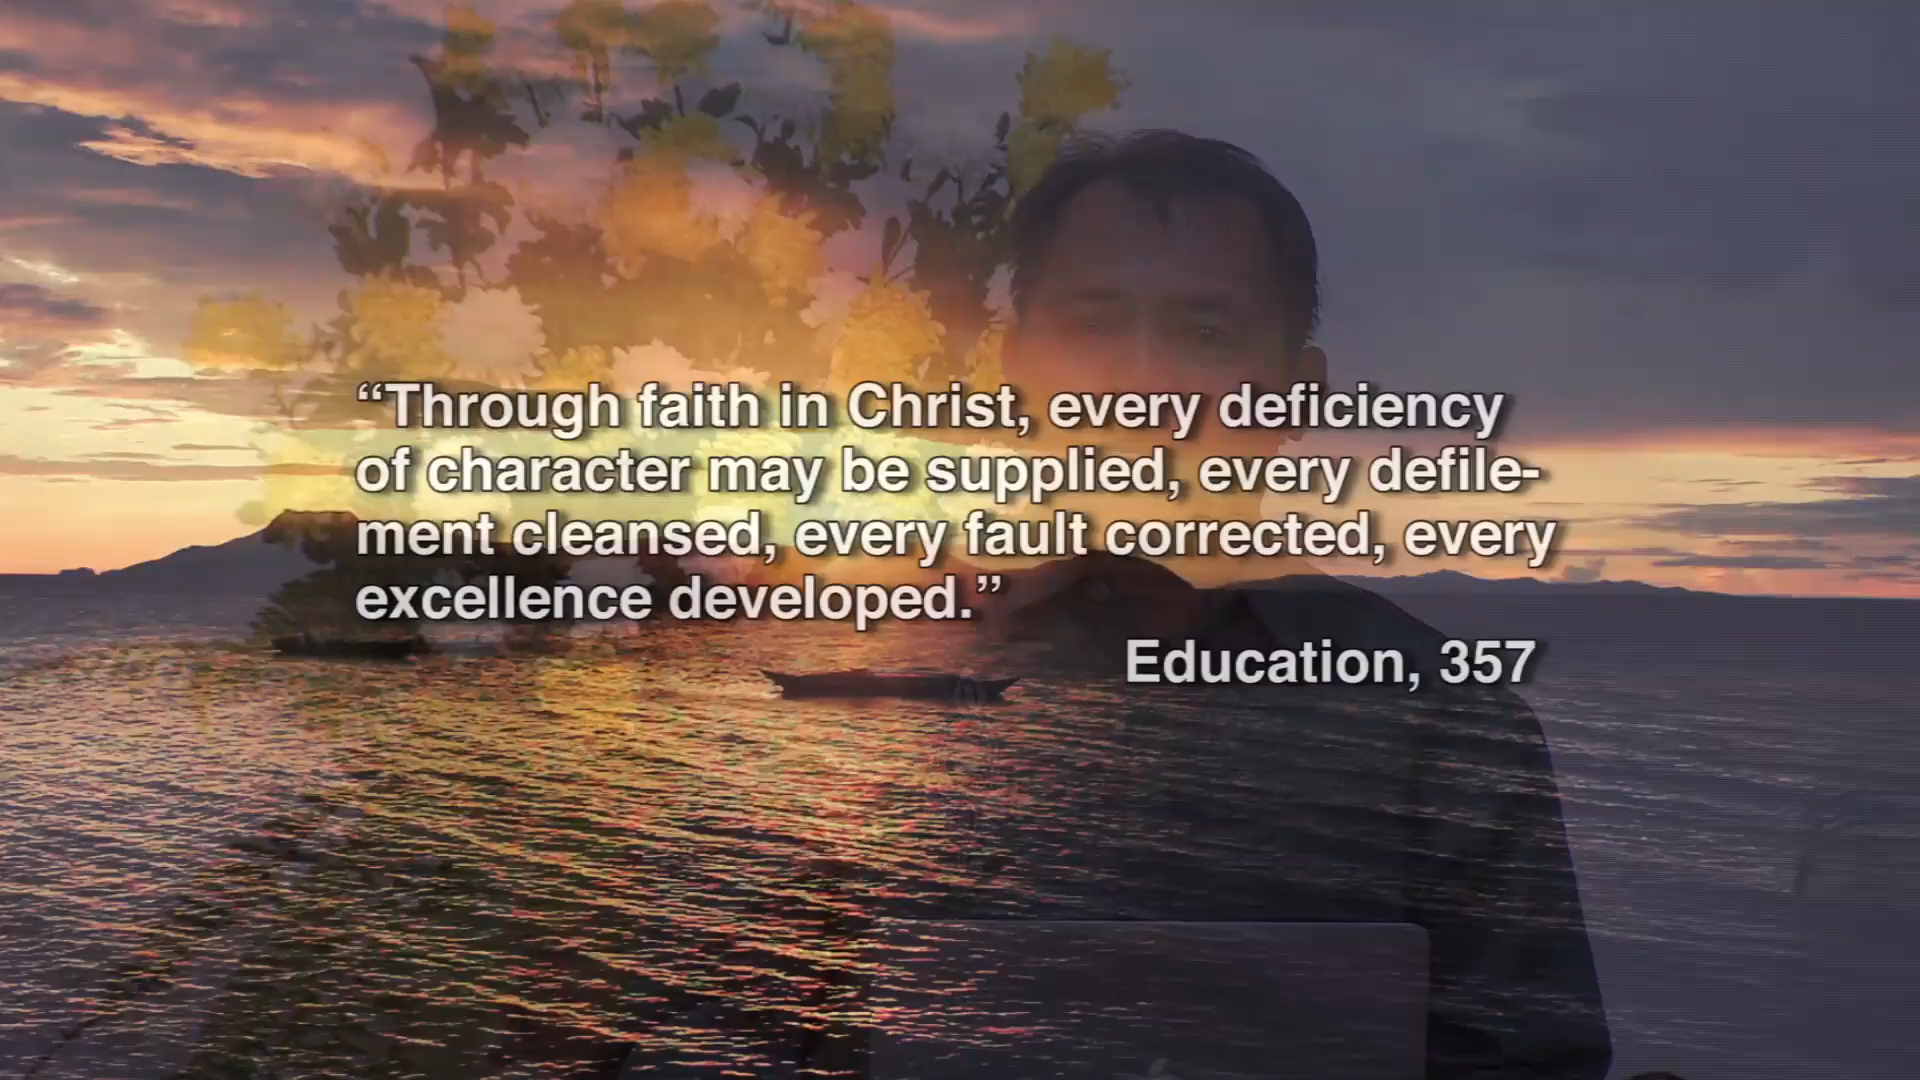 “Through faith in Christ, every deficiency
of character may be supplied, every defile-
ment cleansed, every fault corrected, every
excellence developed.”
Education, 357